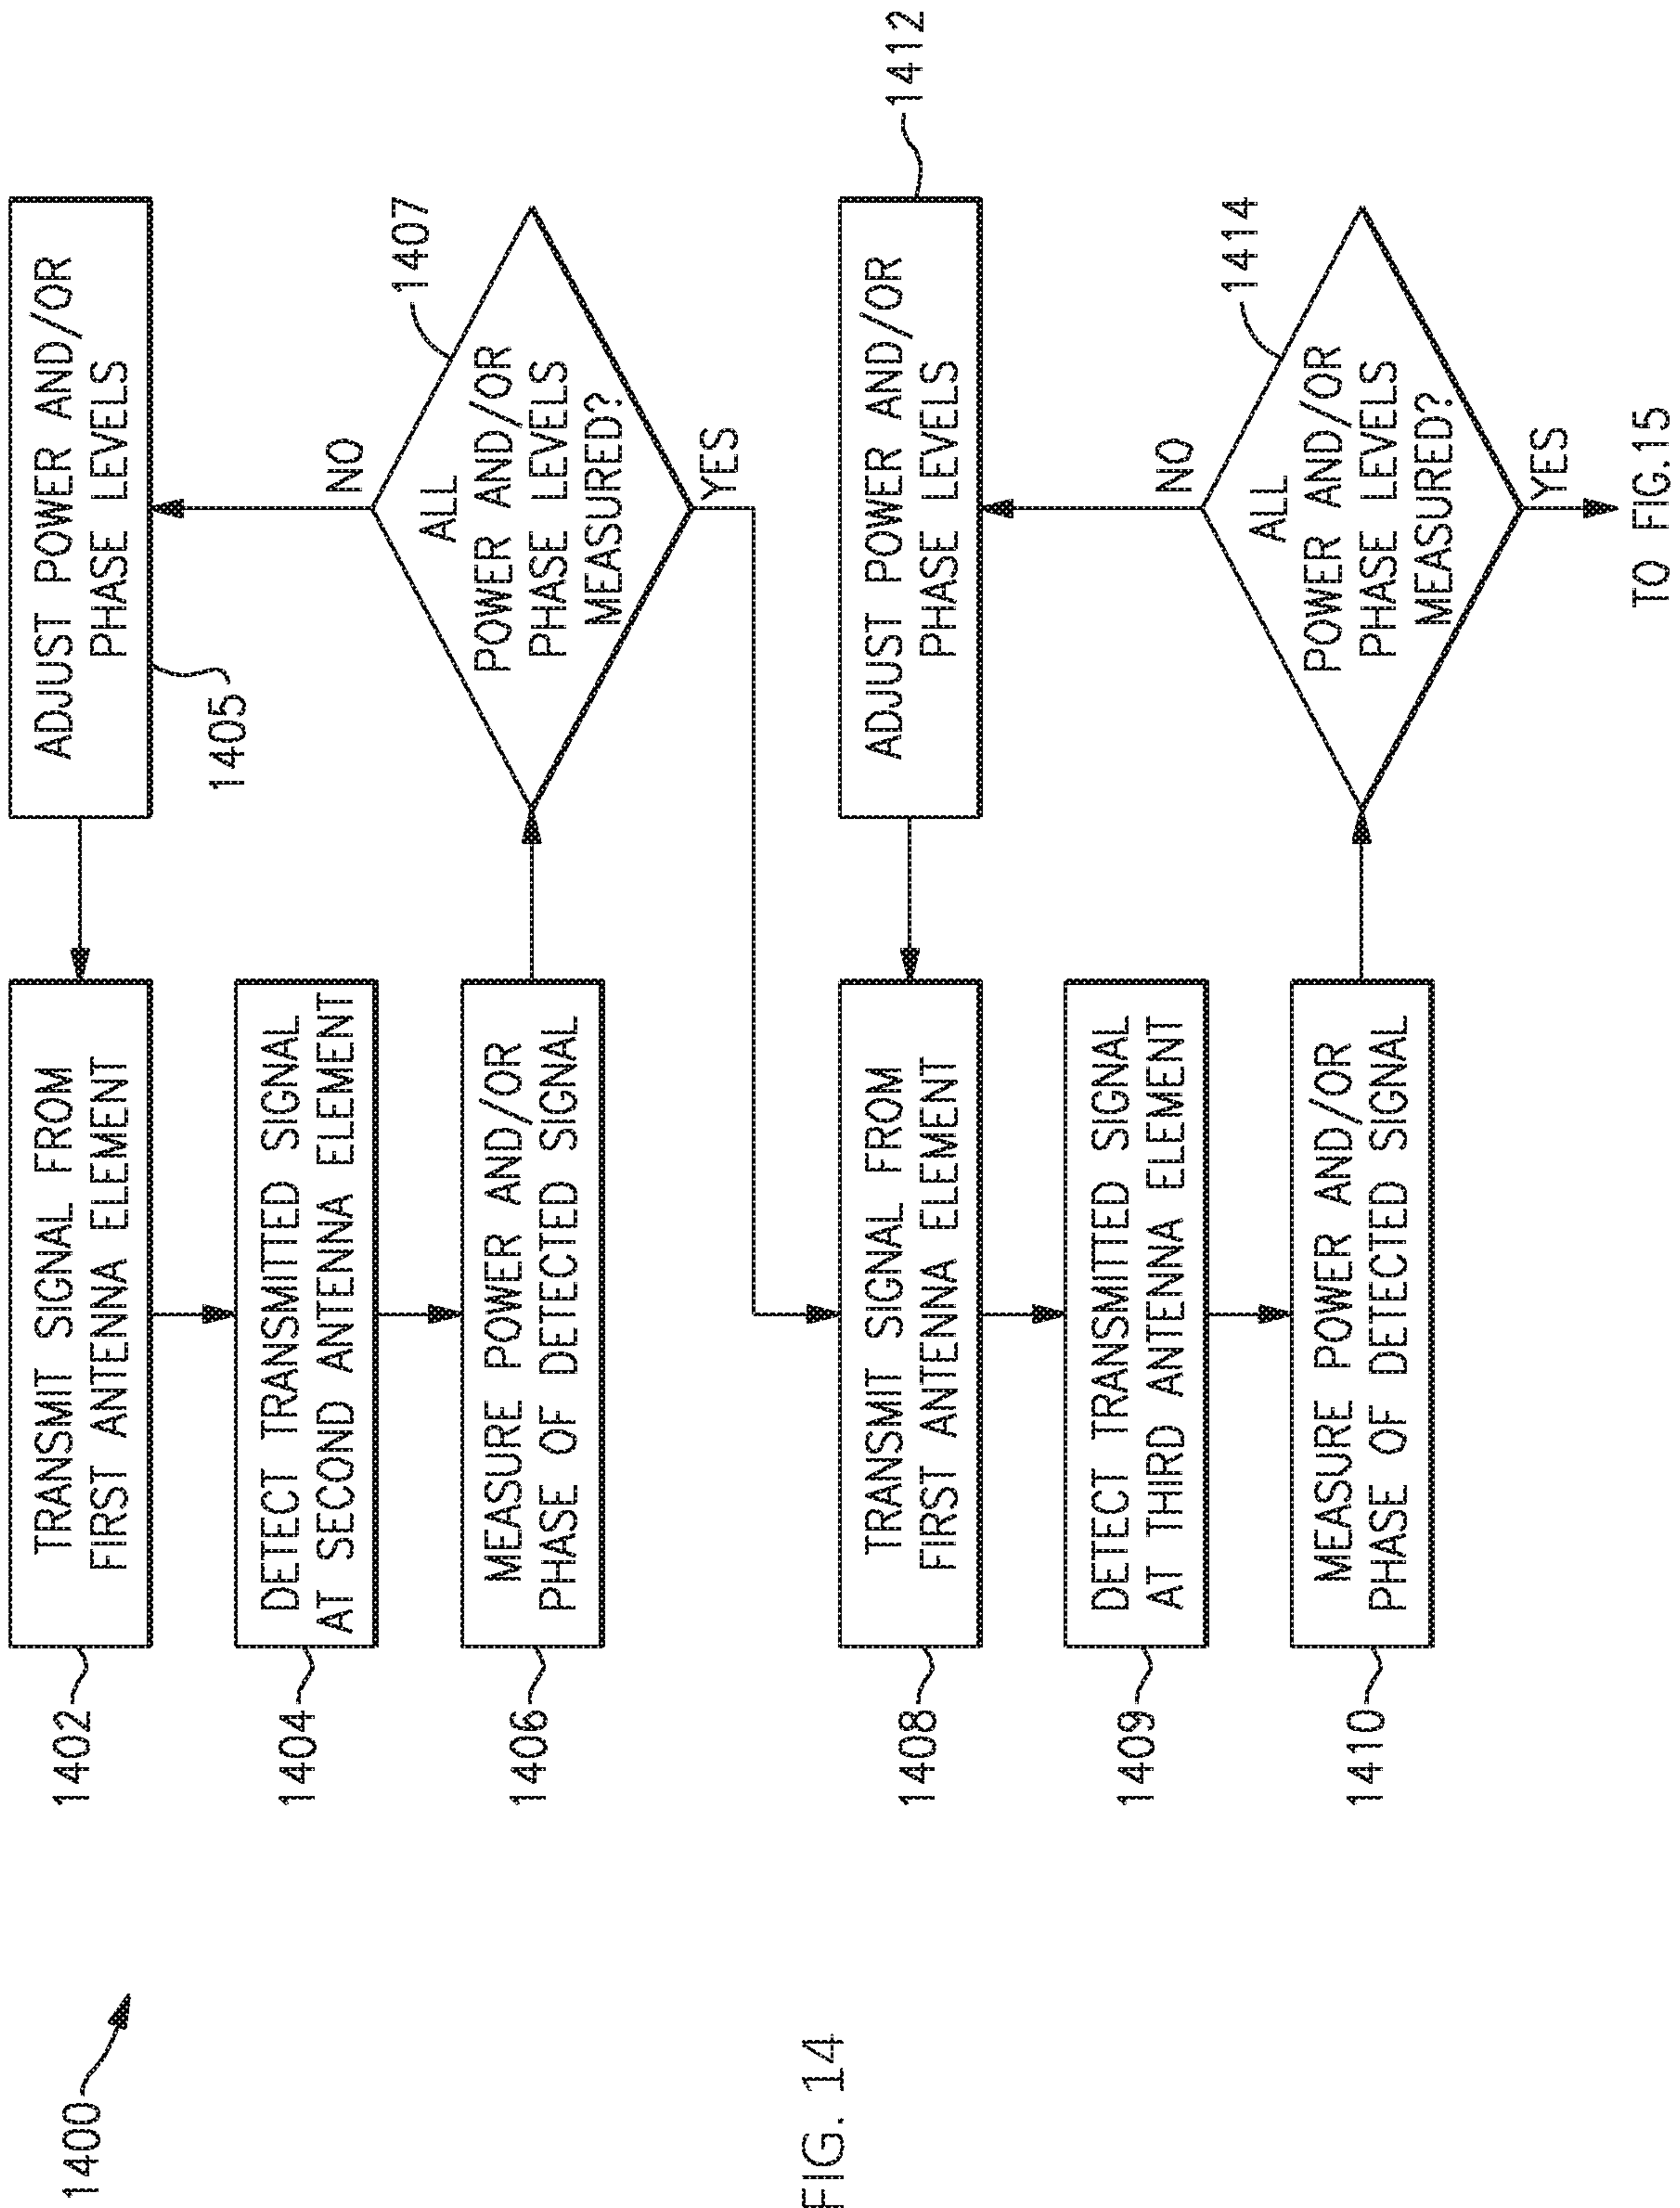 1400
1402
TRANSMIT SIGNAL FROM
FIRST ANTENNA ELEMENT
1404
DETECT TRANSMITTED SIGNAL
AT SECOND ANTENNA ELEMENT
1406
MEASURE POWER AND/OR
PHASE OF DETECTED SIGNAL
ADJUST POWER AND/OR
PHASE LEVELS
1405
NO
1407
ALL
POWER AND/OR
PHASE LEVELS
MEASURED?
YES
1408
TRANSMIT SIGNAL FROM
FIRST ANTENNA ELEMENT
1409
DETECT TRANSMITTED SIGNAL
AT THIRD ANTENNA ELEMENT
1410
MEASURE POWER AND/OR
PHASE OF DETECTED SIGNAL
1412
ADJUST POWER AND/OR
PHASE LEVELS
NO
1414
ALL
POWER AND/OR
PHASE LEVELS
MEASURED?
YES
TO FIG.15
FIG. 14